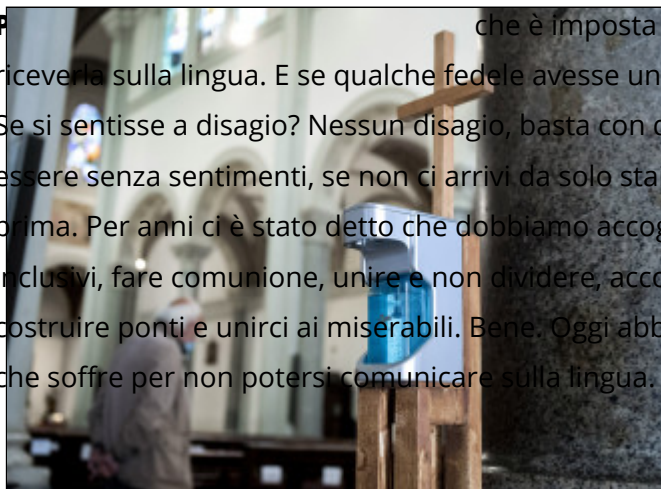 P che è imposta
riceverla sulla lingua. E se qualche fedele avesse un
Se si sentisse a disagio? Nessun disagio, basta con
essere senza sentimenti, se non ci arrivi da solo sta
prima. Per anni ci è stato detto che dobbiamo accog
inclusivi, fare comunione, unire e non dividere, acco
costruire ponti e unirci ai miserabili. Bene. Oggi abb
che soffre per non potersi comunicare sulla lingua.